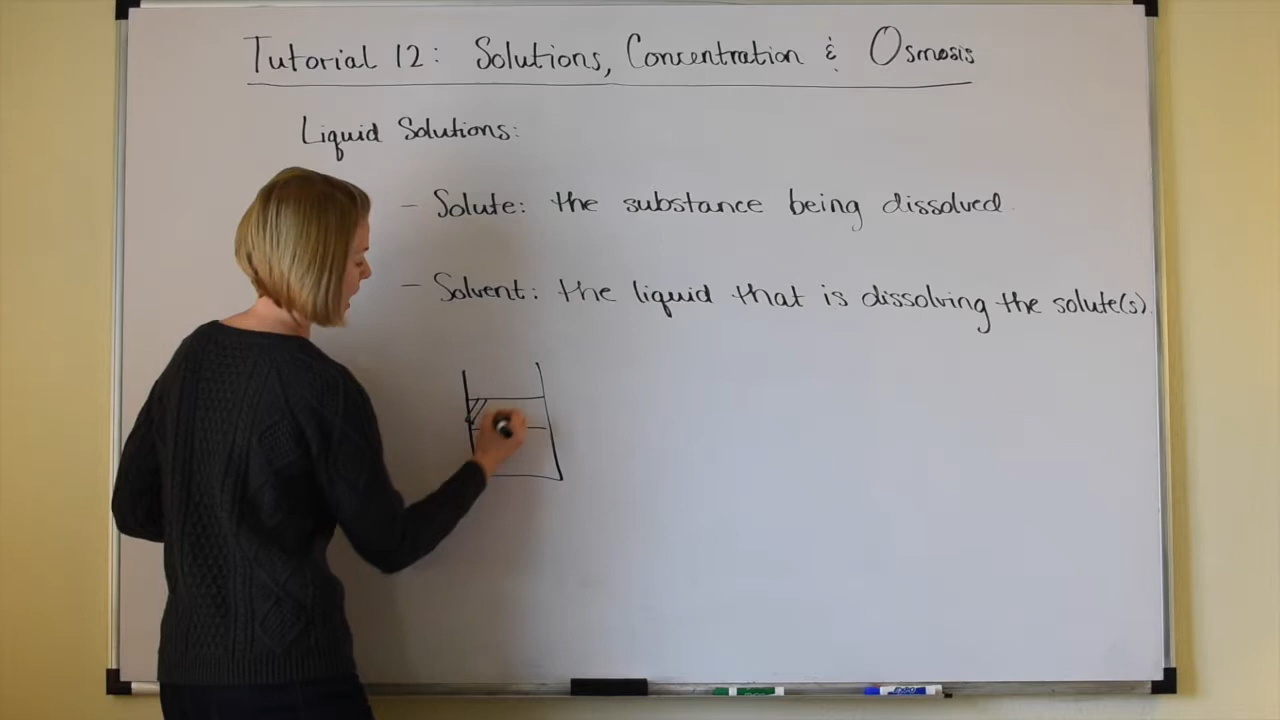 Tutorial 12: Solutions, Concentration & Osmosis
Liquid Solutions:
- Solute: the substance being dissolved.
- Solvent: the liquid that is dissolving the solute(s).
EXPO